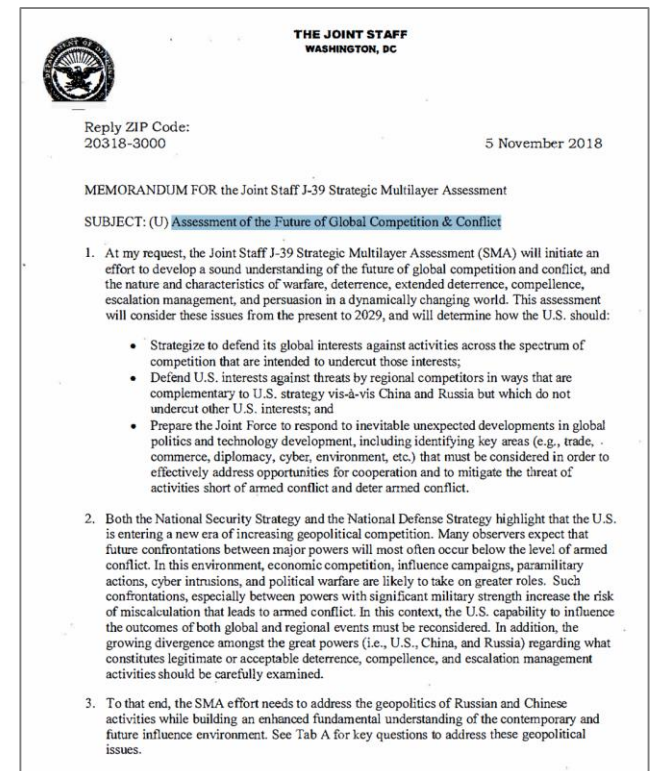 THE JOINT STAFF
WASHINGTON, DC
Reply ZIP Code:
20318-3000
5 November 2018
MEMORANDUM FOR the Joint Staff J-39 Strategic Multilayer Assessment
SUBJECT: (U) Assessment of the Future of Global Competition & Conflict
1. At my request, the Joint Staff J-39 Strategic Multilayer Assessment (SMA) will initiate an
effort to develop a sound understanding of the future of global competition and conflict, and
the nature and characteristics of warfare, deterrence, extended deterrence, compellence,
escalation management, and persuasion in a dynamically changing world. This assessment
will consider these issues from the present to 2029, and will determine how the U.S. should:
• Strategize to defend its global interests against activities across the spectrum of
competition that are intended to undercut those interests;
• Defend U.S. interests against threats by regional competitors in ways that are
complementary to U.S. strategy vis-à-vis China and Russia but which do not
undercut other U.S. interests; and
• Prepare the Joint Force to respond to inevitable unexpected developments in global
politics and technology development, including identifying key areas (e.g., trade,
commerce, diplomacy, cyber, environment, etc.) that must be considered in order to
effectively address opportunities for cooperation and to mitigate the threat of
activities short of armed conflict and deter armed conflict.
2. Both the National Security Strategy and the National Defense Strategy highlight that the U.S.
is entering a new era of increasing geopolitical competition. Many observers expect that
future confrontations between major powers will most often occur below the level of armed
conflict. In this environment, economic competition, influence campaigns, paramilitary
actions, cyber intrusions, and political warfare are likely to take on greater roles. Such
confrontations, especially between powers with significant military strength increase the risk
of miscalculation that leads to armed conflict. In this context, the U.S. capability to influence
the outcomes of both global and regional events must be reconsidered. In addition, the
growing divergence amongst the great powers (i.e., U.S., China, and Russia) regarding what
constitutes legitimate or acceptable deterrence, compellence, and escalation management
activities should be carefully examined.
3. To that end, the SMA effort needs to address the geopolitics of Russian and Chinese
activities while building an enhanced fundamental understanding of the contemporary and
future influence environment. See Tab A for key questions to address these geopolitical
issues.